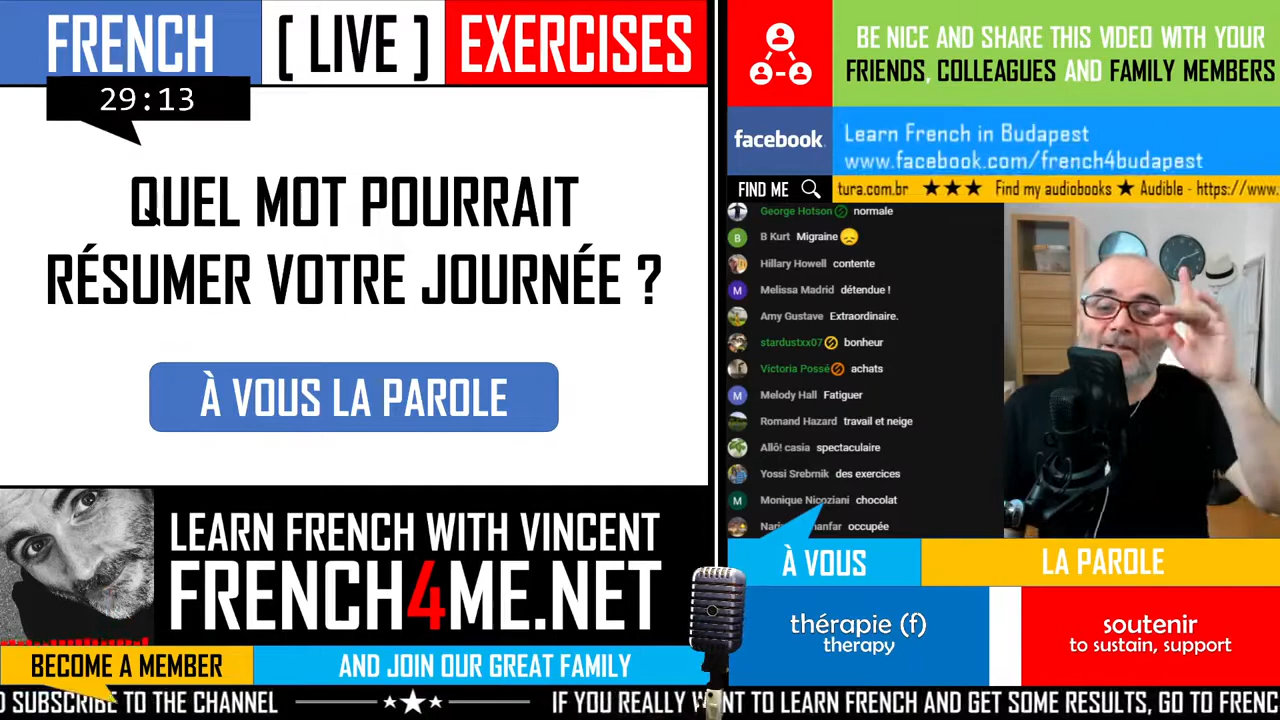 FRENCH
[ LIVE ]
EXERCISES
29:13
QUEL MOT POURRAIT
RÉSUMER VOTRE JOURNÉE ?
À VOUS LA PAROLE
LEARN FRENCH WITH VINCENT
FRENCH4ME.NET
BECOME A MEMBER
AND JOIN OUR GREAT FAMILY
BE NICE AND SHARE THIS VIDEO WITH YOUR
FRIENDS, COLLEAGUES AND FAMILY MEMBERS
facebook.
Learn French in Budapest
www.facebook.com/french4budapest
FIND ME
tura.com.br ★★★ Find my audiobooks ★ Audible - https://www.
George Hotson normale
B Kurt Migraine
Hillary Howell contente
Melissa Madrid détendue !
Amy Gustave Extraordinaire.
stardustxx07 bonheur
Victoria Possé achats
Melody Hall Fatiguer
Romand Hazard travail et neige
Allô! casia spectaculaire
Yossi Srebrnik des exercices
Monique Nicoziani chocolat
occupée
À VOUS
LA PAROLE
thérapie (f)
therapy
soutenir
to sustain, support
SUBSCRIBE TO THE CHANNEL ★ IF YOU REALLY WANT TO LEARN FRENCH AND GET SOME RESULTS, GO TO FRENC